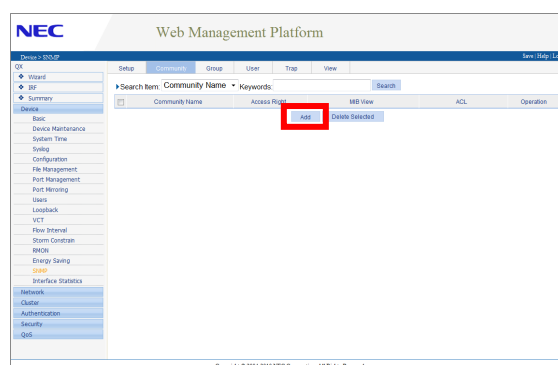 NEC
Web Management Platform
Device > SNMP
Save | Help |
QX
Wizard
IRF
Summary
Device
Basic
Device Maintenance
System Time
Syslog
Configuration
File Management
Port Management
Port Mirroring
Users
Loopback
VCT
Flow Interval
Storm Constrain
RMON
Energy Saving
SNMP
Interface Statistics
Network
Cluster
Authentication
Security
QoS
Setup Community Group User Trap View
Search Item: Community Name Keywords: Search
Community Name Access Right MIB View ACL Operation
Add Delete Selected